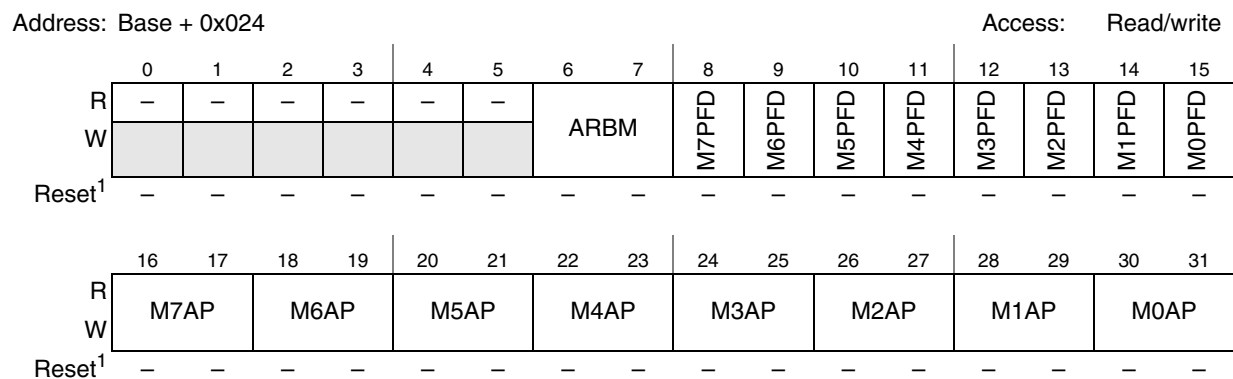 Address: Base + 0x024 Access: Read/write
0 1 2 3 4 5 6 7 8 9 10 11 12 13 14 15
R – – – – – – ARBM M7PFD M6PFD M5PFD M4PFD M3PFD M2PFD M1PFD M0PFD
W
Reset1 – – – – – – – – – – – – – – – –
16 17 18 19 20 21 22 23 24 25 26 27 28 29 30 31
R M7AP M6AP M5AP M4AP M3AP M2AP M1AP M0AP
W
Reset1 – – – – – – – – – – – – – – – –